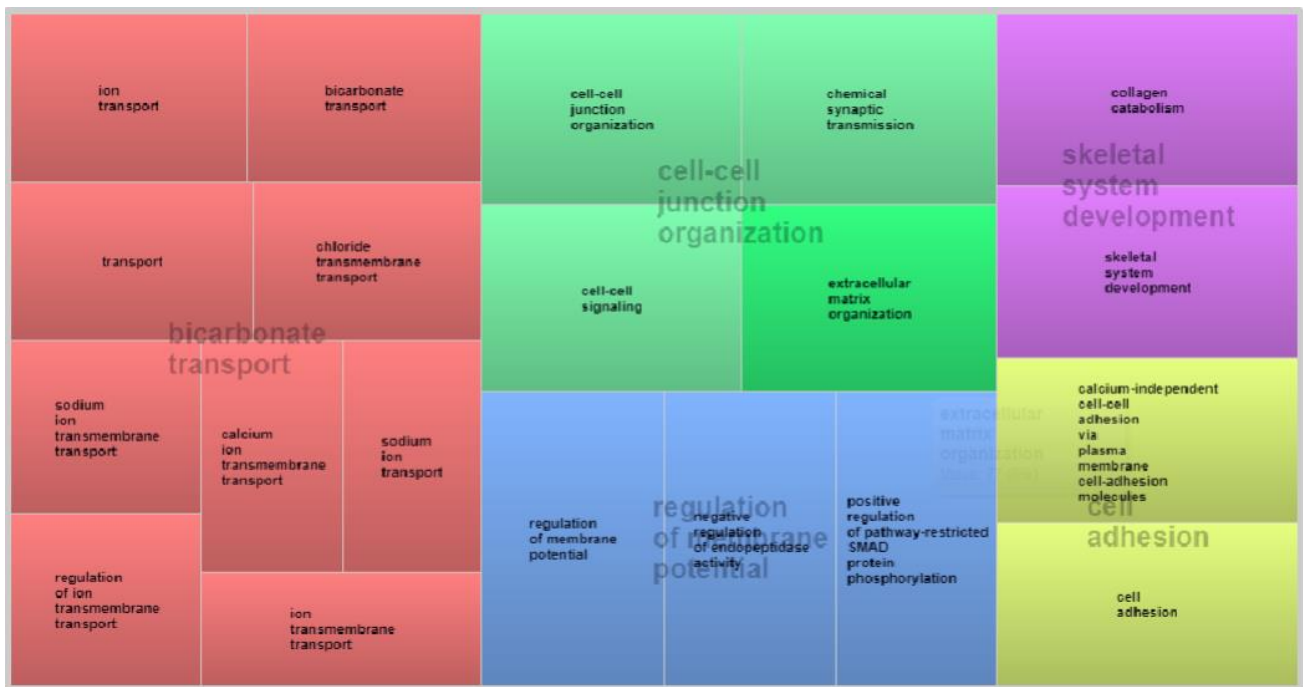 ion
transport
bicarbonate
transport
transport
chloride
transmembrane
transport
bicarbonate
transport
sodium
ion
transmembrane
transport
calcium
ion
transmembrane
transport
sodium
ion
transport
regulation
of ion
transmembrane
transport
ion
transmembrane
transport
cell-cell
junction
organization
chemical
synaptic
transmission
cell-cell
junction
organization
cell-cell
signaling
extracellular
matrix
organization
regulation
of membrane
potential
negative
regulation
of endopeptidase
activity
positive
regulation
of pathway-restricted
SMAD
protein
phosphorylation
regulation
of membrane
potential
extracellular
matrix
organization
collagen
catabolism
skeletal
system
development
skeletal
system
development
calcium-independent
cell-cell
adhesion
via
plasma
membrane
cell-adhesion
molecules
cell
adhesion
cell
adhesion